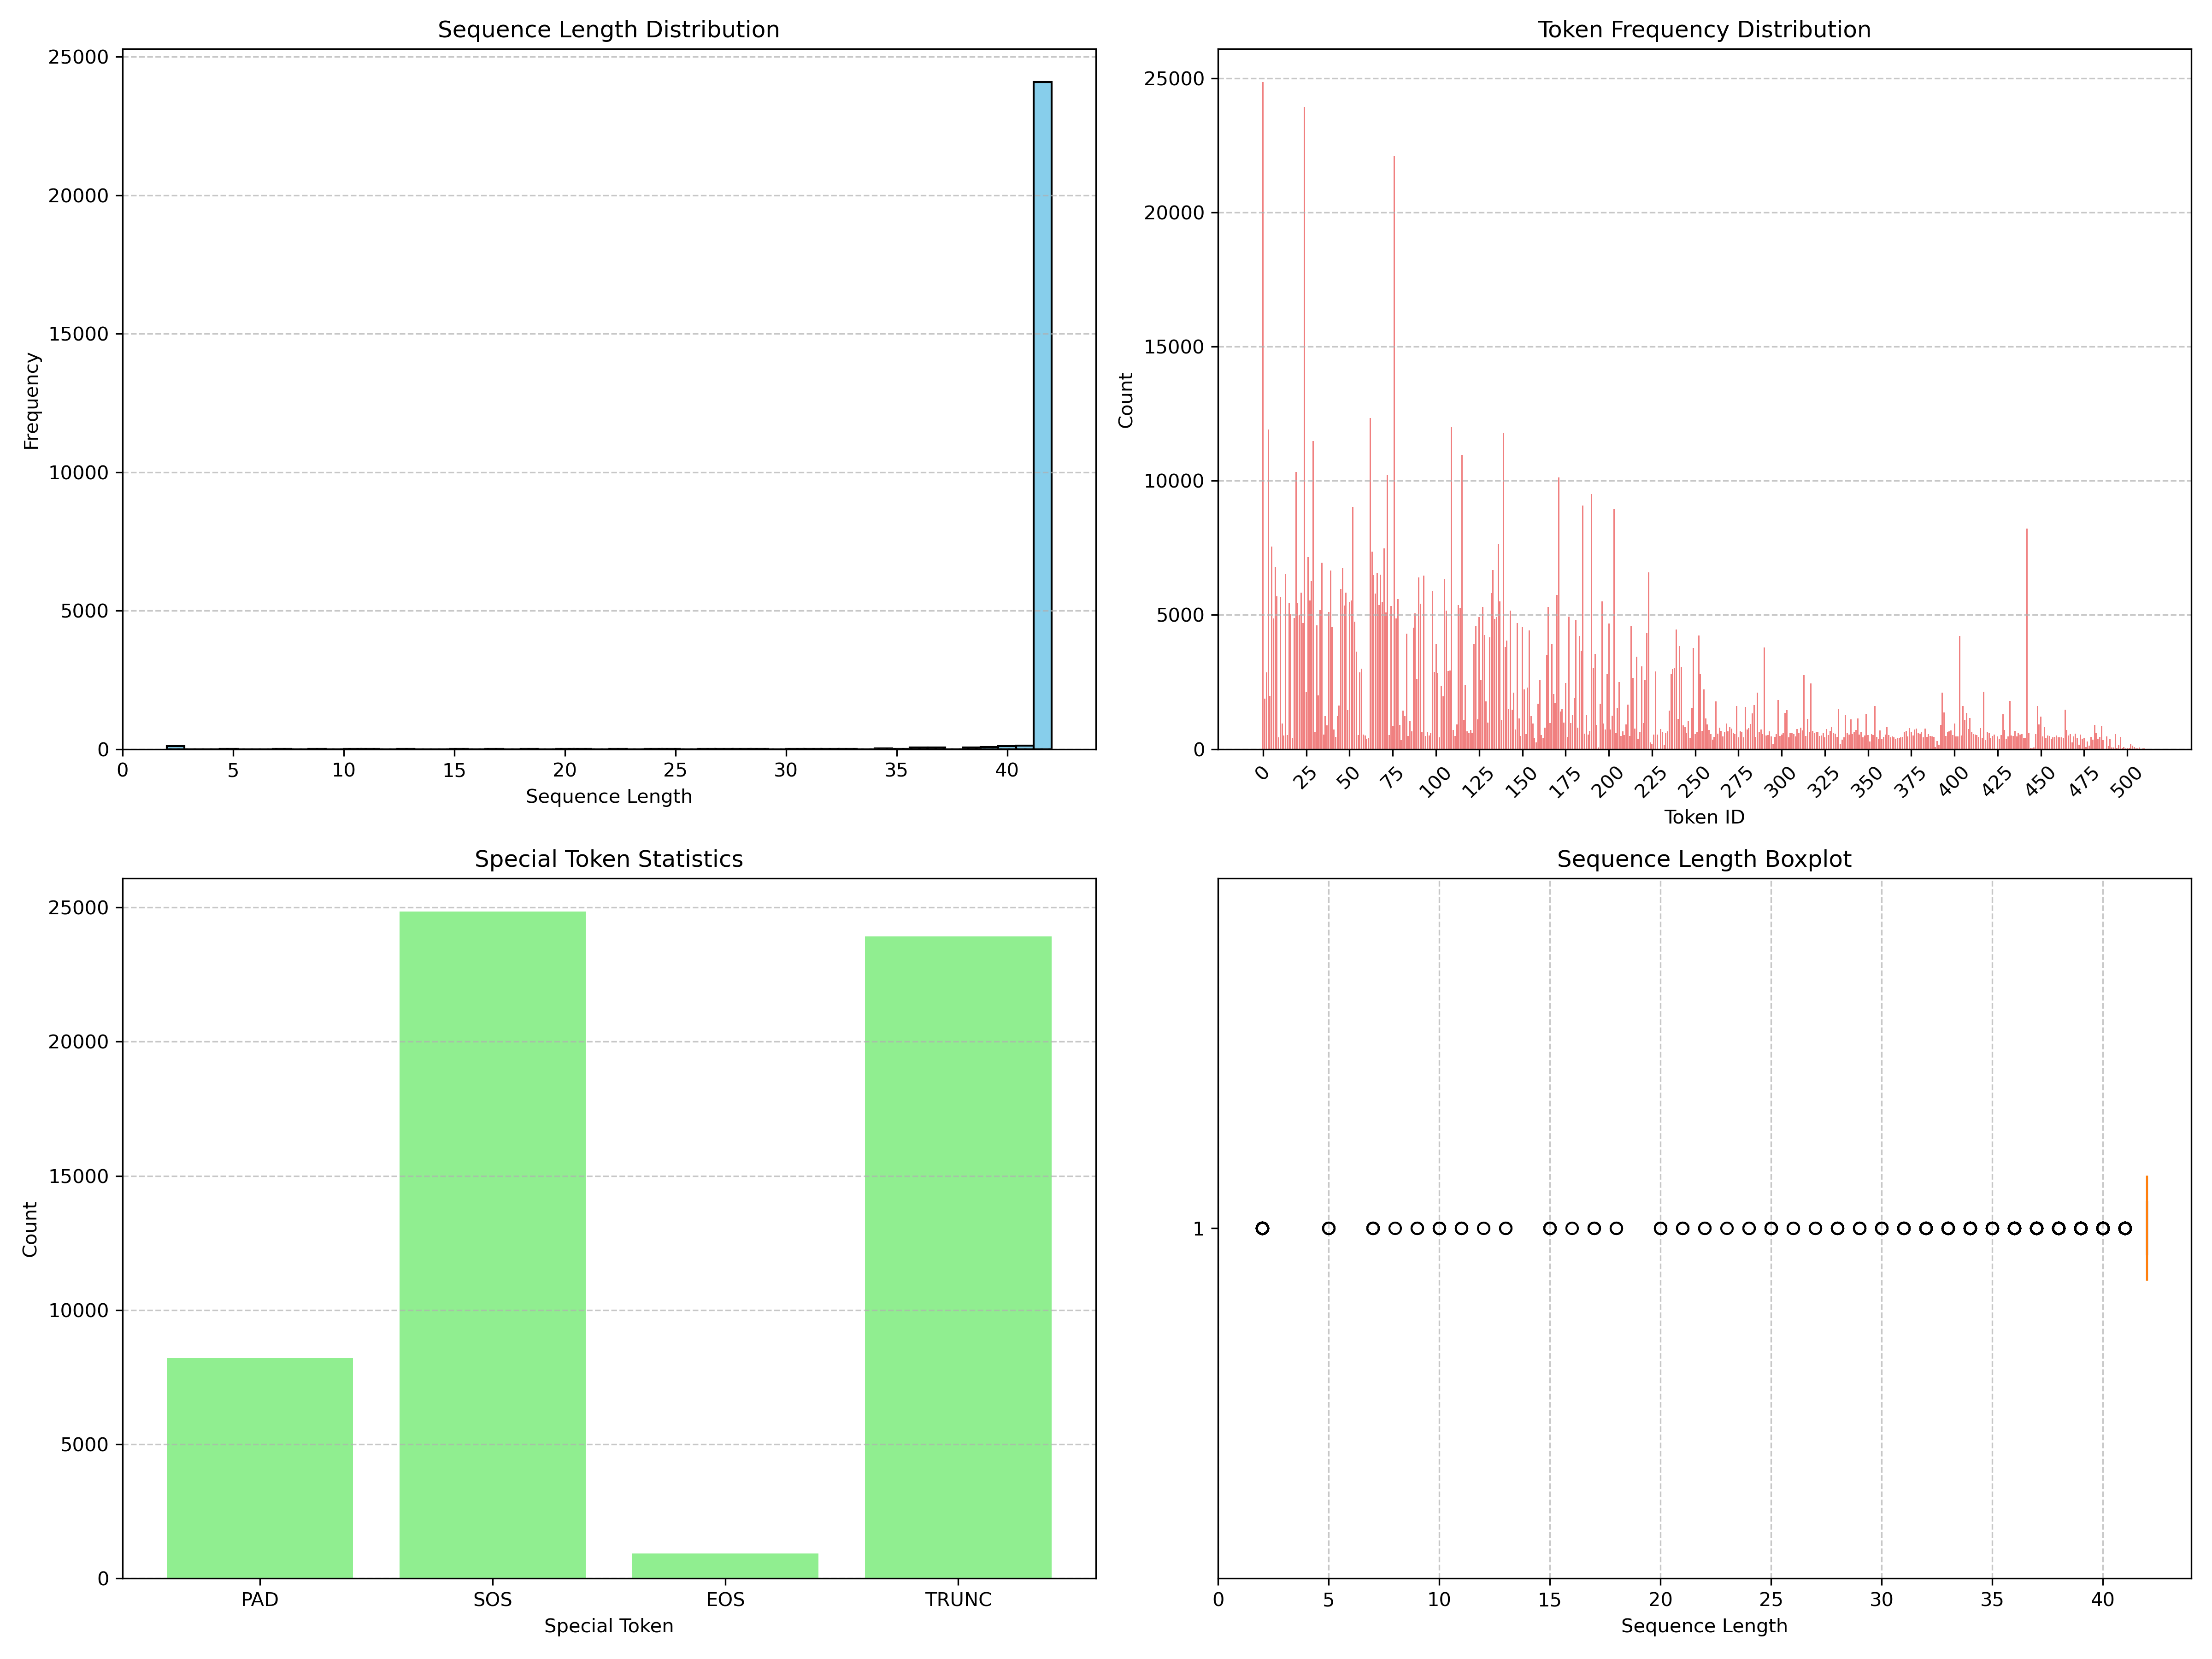 Sequence Length Distribution
25000
20000
15000
10000
5000
0
Frequency
0 5 10 15 20 25 30 35 40
Sequence Length
Token Frequency Distribution
25000
20000
15000
10000
5000
0
Count
0 25 50 75 100 125 150 175 200 225 250 275 300 325 350 375 400 425 450 475 500
Token ID
Special Token Statistics
25000
20000
15000
10000
5000
0
Count
PAD SOS EOS TRUNC
Special Token
Sequence Length Boxplot
1
0 5 10 15 20 25 30 35 40
Sequence Length